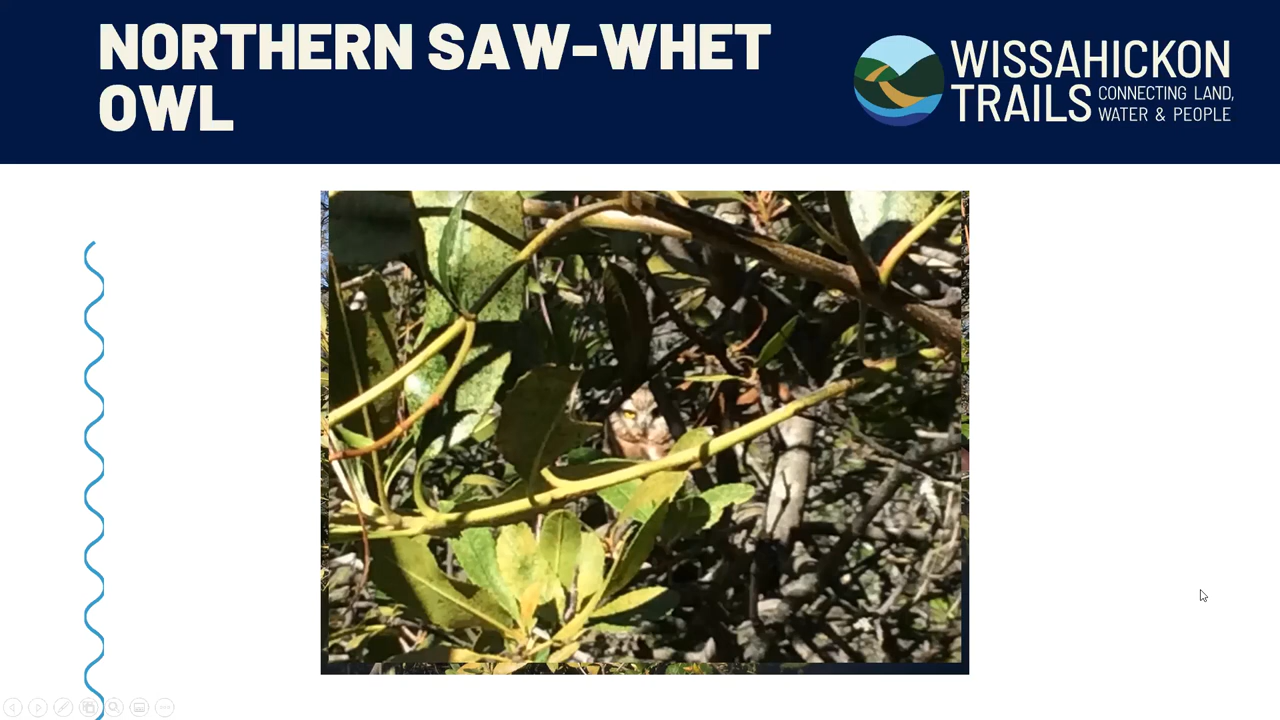 NORTHERN SAW-WHET
OWL
WISSAHICKON
TRAILS
CONNECTING LAND,
WATER & PEOPLE